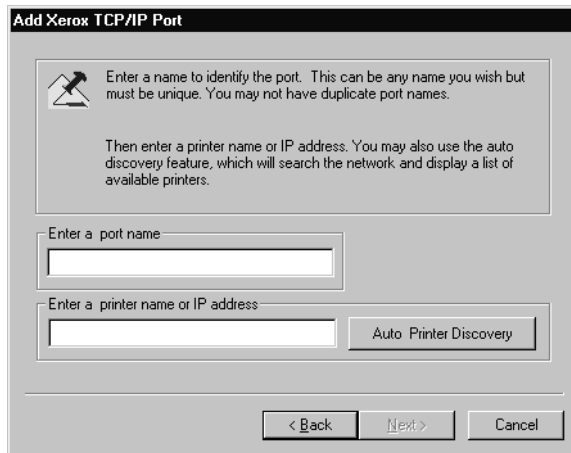 Add Xerox TCP/IP Port
Enter a name to identify the port. This can be any name you wish but
must be unique. You may not have duplicate port names.
Then enter a printer name or IP address. You may also use the auto
discovery feature, which will search the network and display a list of
available printers.
Enter a port name
Enter a printer name or IP address
Auto Printer Discovery
< Back
Next >
Cancel